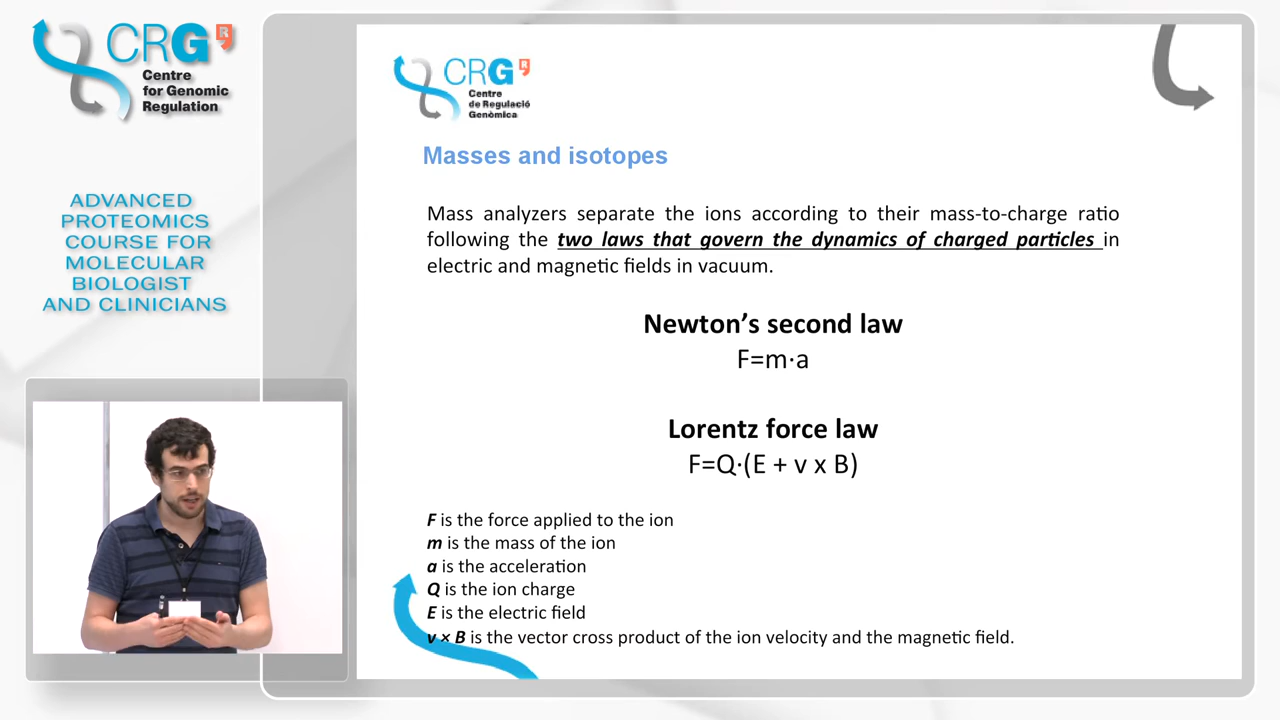 CRG
Centre
for Genomic
Regulation
ADVANCED
PROTEOMICS
COURSE FOR
MOLECULAR
BIOLOGIST
AND CLINICIANS
CRG
Centre
de Regulació
Genòmica
Masses and isotopes
Mass analyzers separate the ions according to their mass-to-charge ratio
following the two laws that govern the dynamics of charged particles in
electric and magnetic fields in vacuum.
Newton’s second law
F=m·a
Lorentz force law
F=Q·(E + v x B)
F is the force applied to the ion
m is the mass of the ion
a is the acceleration
Q is the ion charge
E is the electric field
v × B is the vector cross product of the ion velocity and the magnetic field.